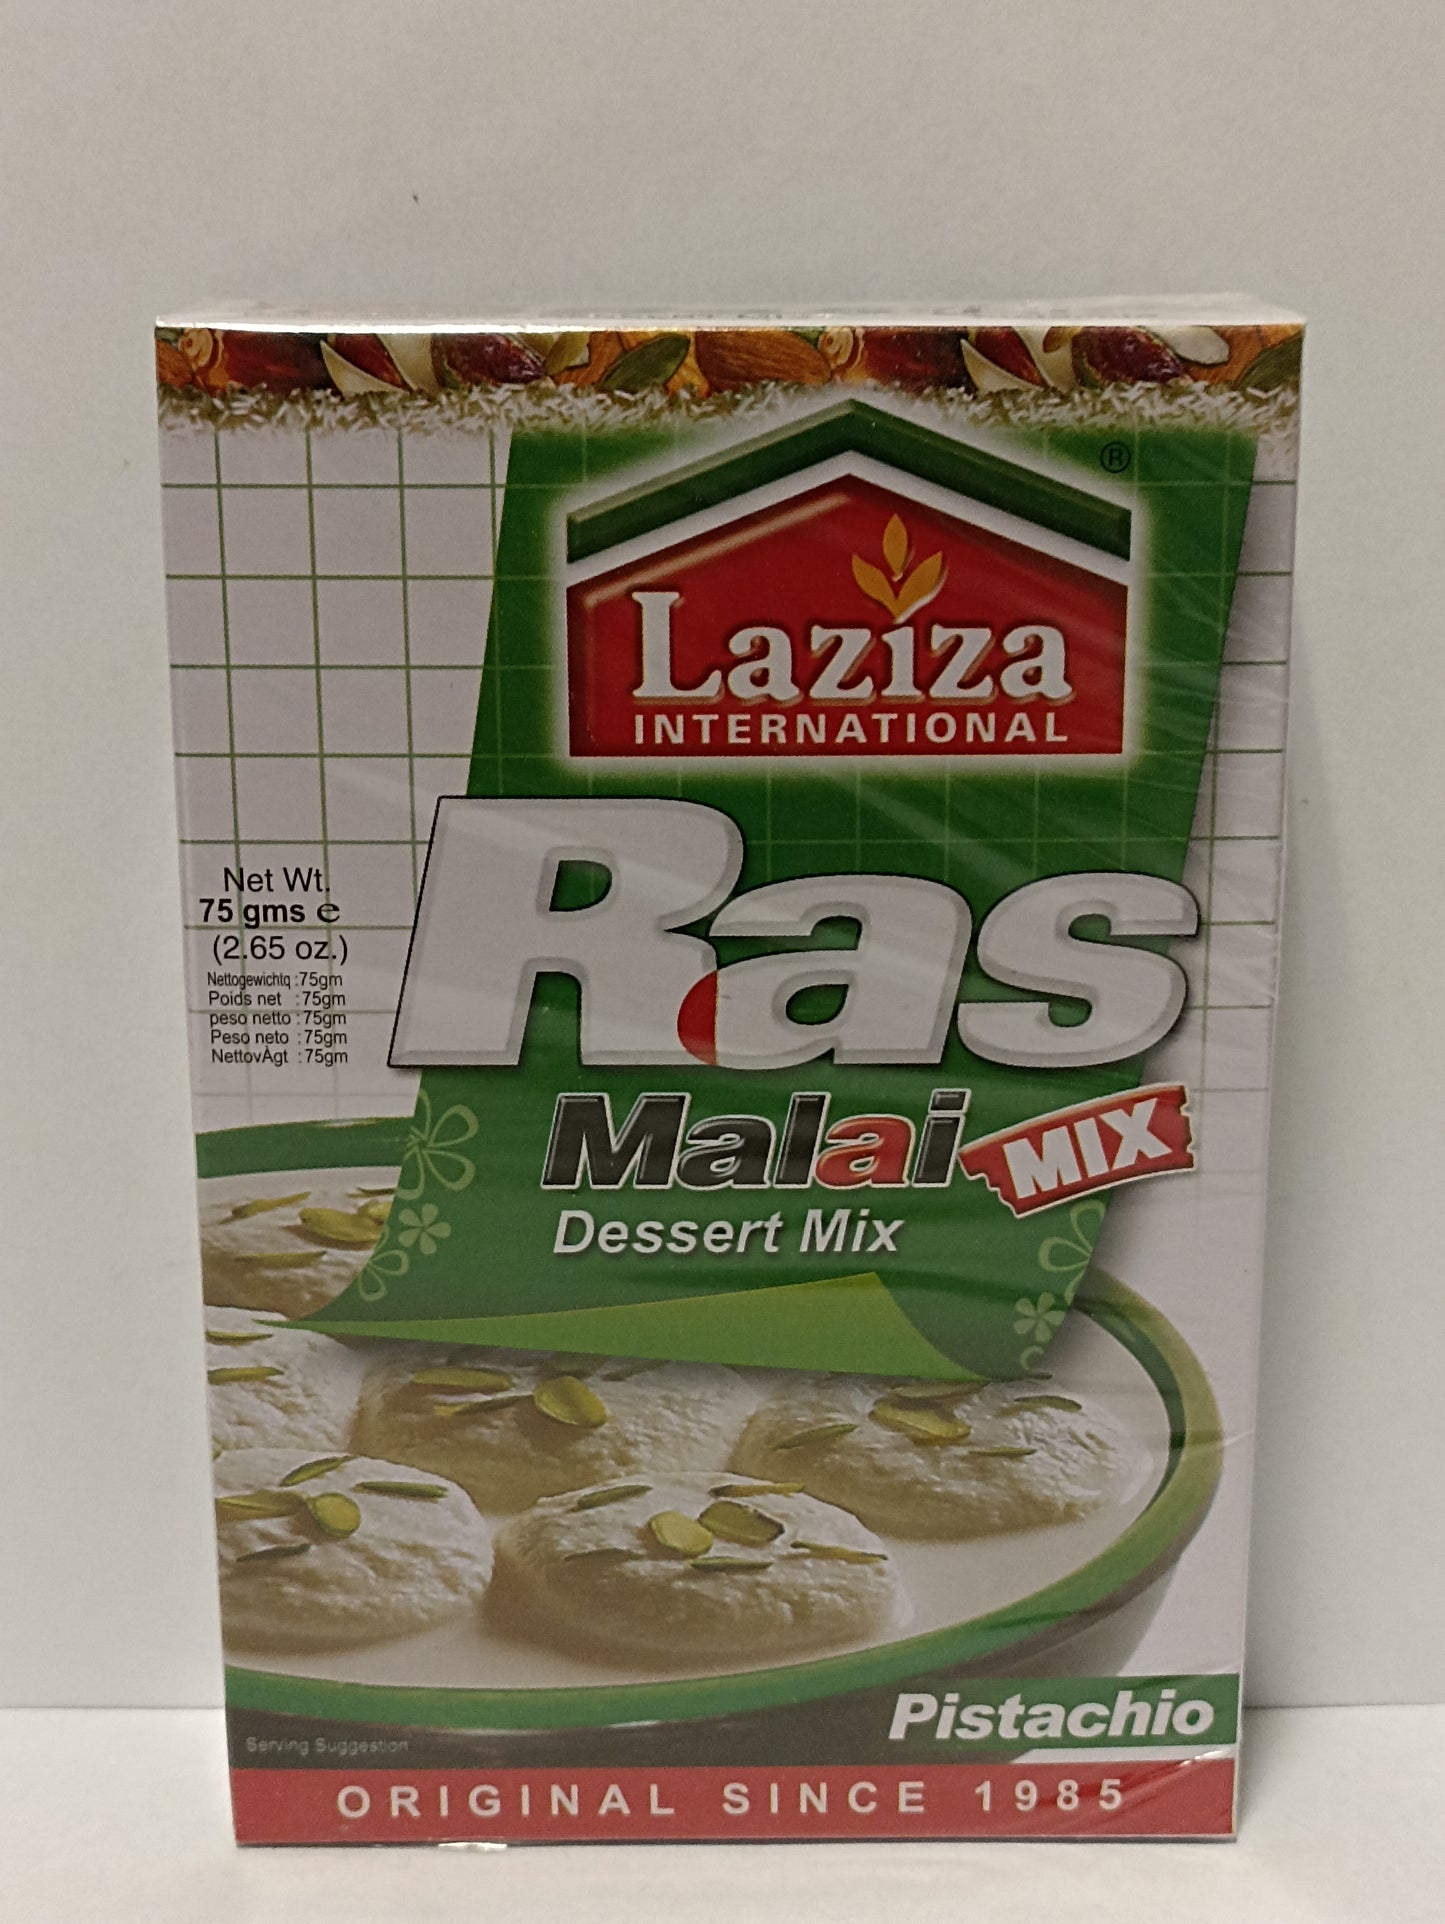 ®
Laziza
INTERNATIONAL
Ras
Malai MIX
Dessert Mix
Net Wt.
75 gms ℮
(2.65 oz.)
Nettogewichtq :75gm
Poids net :75gm
peso netto :75gm
Peso neto :75gm
NettovÀgt :75gm
Pistachio
Serving Suggestion
ORIGINAL SINCE 1985